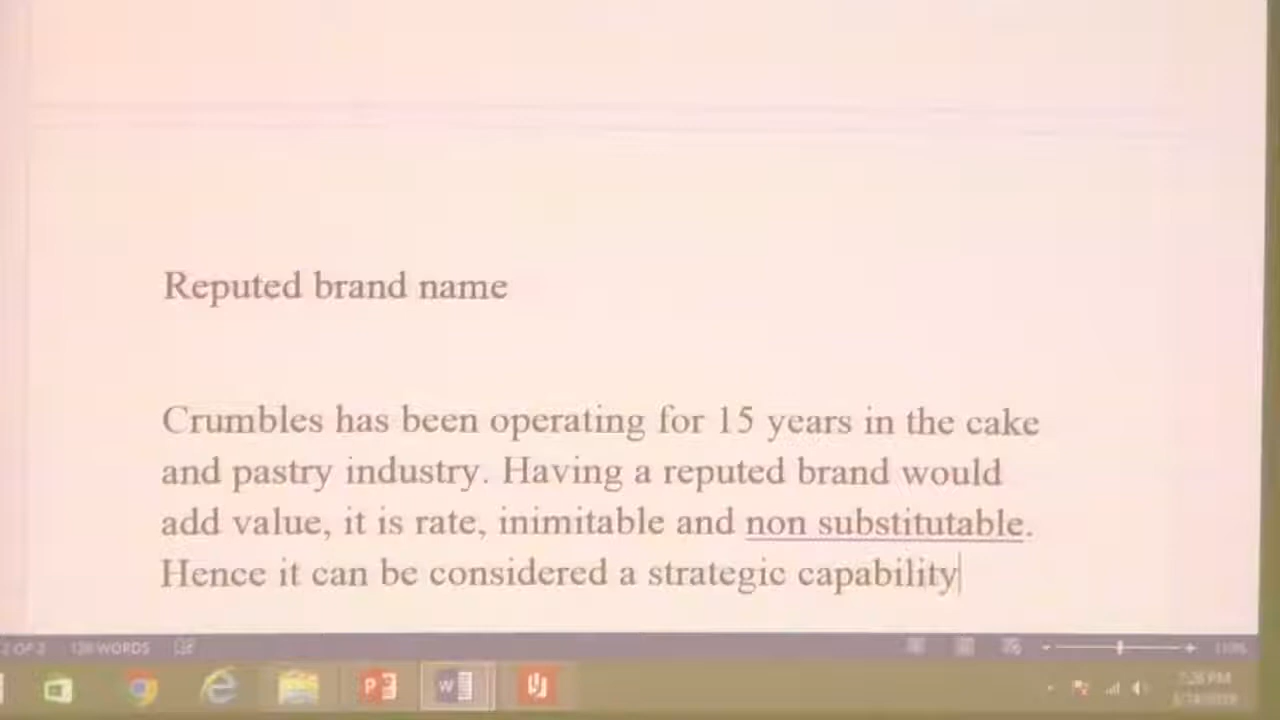 Reputed brand name
Crumbles has been operating for 15 years in the cake
and pastry industry. Having a reputed brand would
add value, it is rate, inimitable and non substitutable.
Hence it can be considered a strategic capability
WORDS